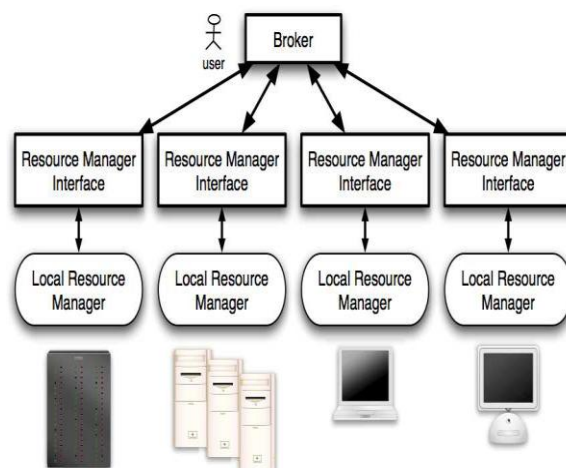 Broker
user
Resource Manager
Interface
Resource Manager
Interface
Resource Manager
Interface
Resource Manager
Interface
Local Resource
Manager
Local Resource
Manager
Local Resource
Manager
Local Resource
Manager